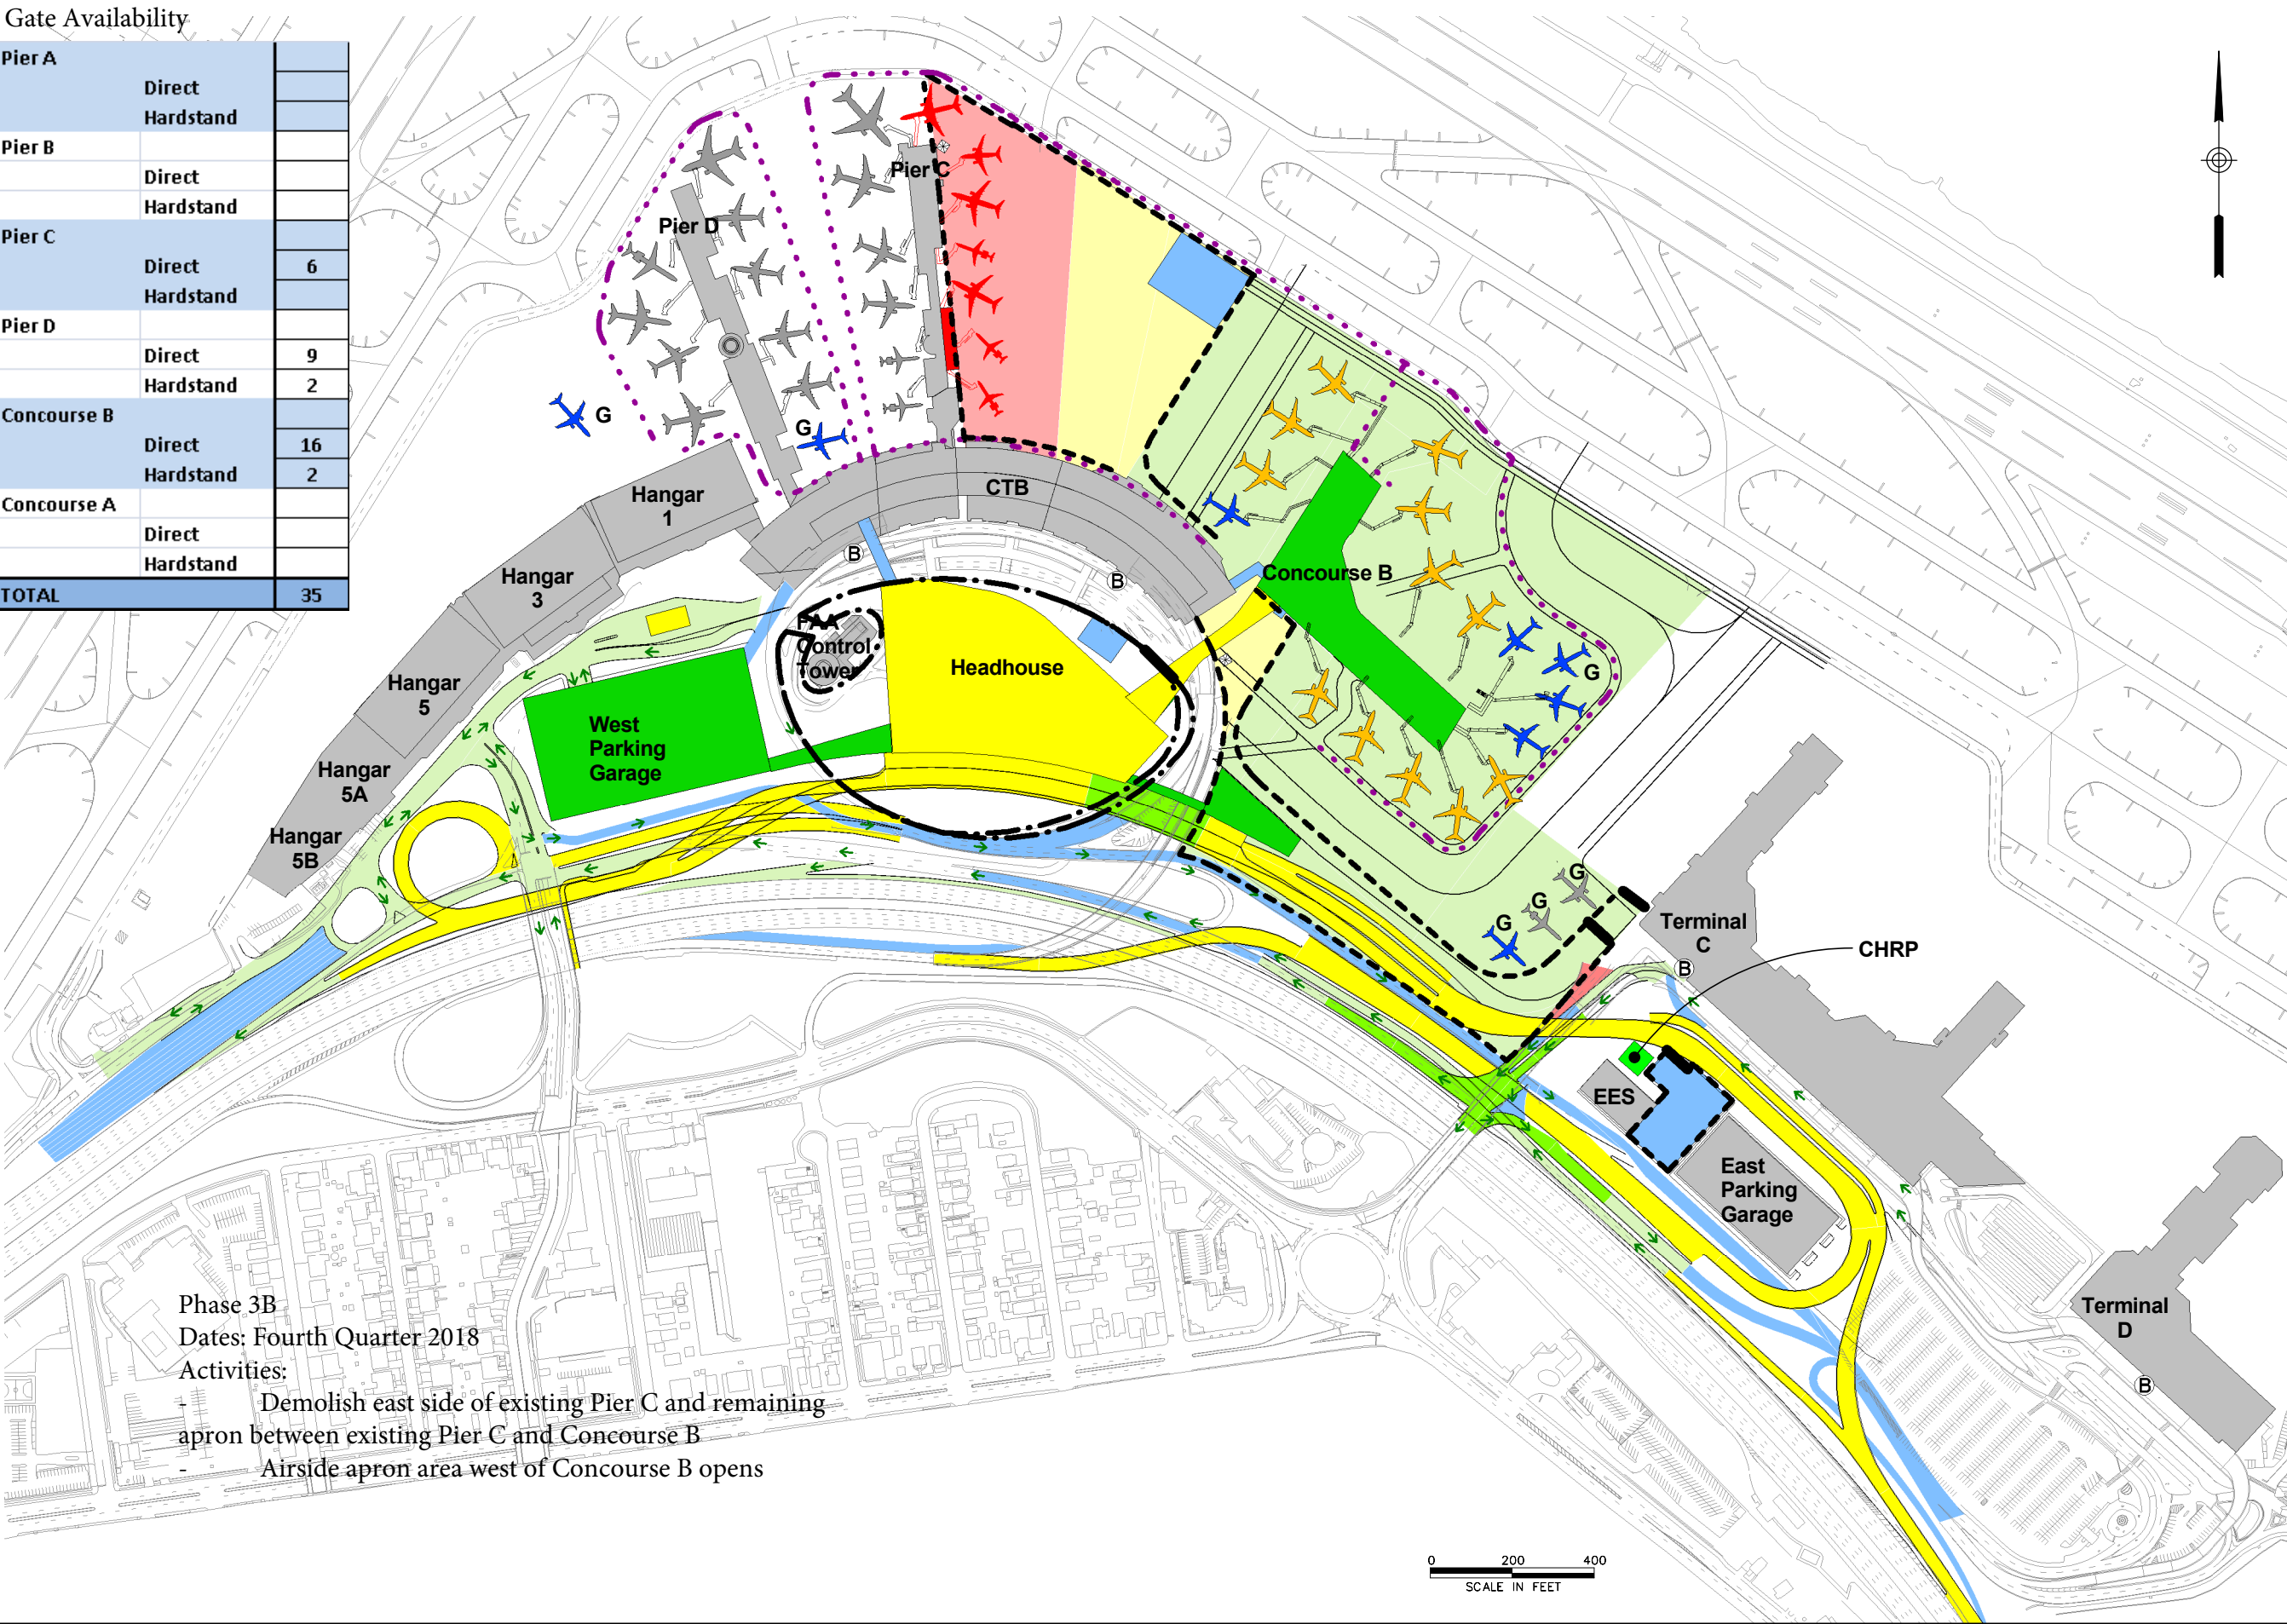 Gate Availability
Pier A
Direct
Hardstand
Pier B
Direct
Hardstand
Pier C
Direct 6
Hardstand
Pier D
Direct 9
Hardstand 2
Concourse B
Direct 16
Hardstand 2
Concourse A
Direct
Hardstand
TOTAL 35
Pier C
Pier D
G
G
Hangar
1
CTB
Hangar
3
B
B
Concourse B
FAA
Control
Tower
Headhouse
G
Hangar
5
West
Parking
Garage
Hangar
5A
Hangar
5B
G
G
G
Terminal
C
B
CHRP
EES
East
Parking
Garage
Terminal
D
B
Phase 3B
Dates: Fourth Quarter 2018
Activities:
- Demolish east side of existing Pier C and remaining
apron between existing Pier C and Concourse B
- Airside apron area west of Concourse B opens
0 200 400
SCALE IN FEET